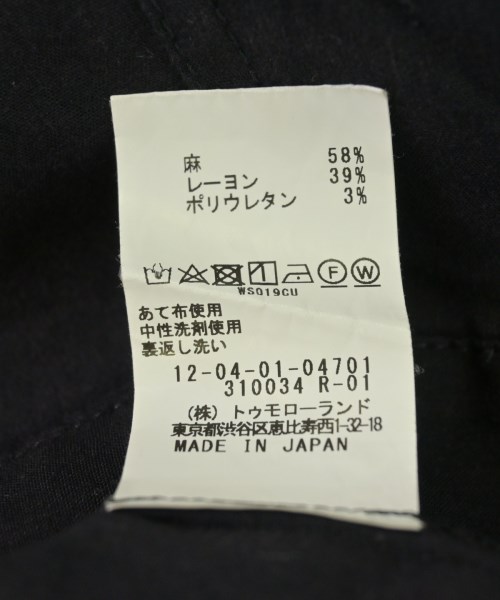 麻 58%
レーヨン 39%
ポリウレタン 3%
F W
WS019CU
あて布使用
中性洗剤使用
裏返し洗い
12-04-01-04701
310034 R-01
(株) トゥモローランド
東京都渋谷区恵比寿西1-32-18
MADE IN JAPAN